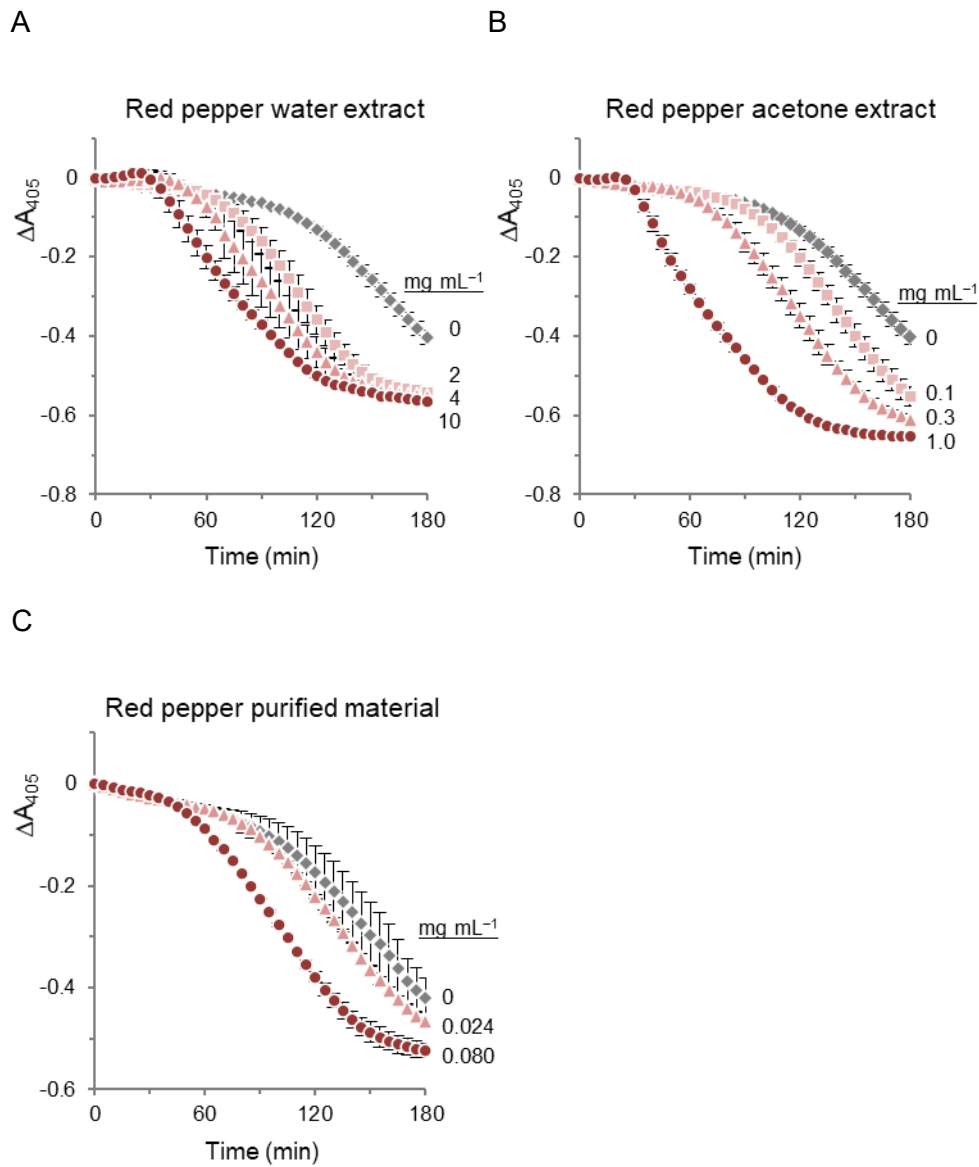 A
B
Red pepper water extract
Red pepper acetone extract
0
-0.2
-0.4
-0.6
-0.8
ΔA405
mg mL−1
0
2
4
10
0 60 120 180
Time (min)
0
-0.2
-0.4
-0.6
-0.8
ΔA405
mg mL−1
0
0.1
0.3
1.0
0 60 120 180
Time (min)
C
Red pepper purified material
0
-0.2
-0.4
-0.6
ΔA405
mg mL−1
0
0.024
0.080
0 60 120 180
Time (min)